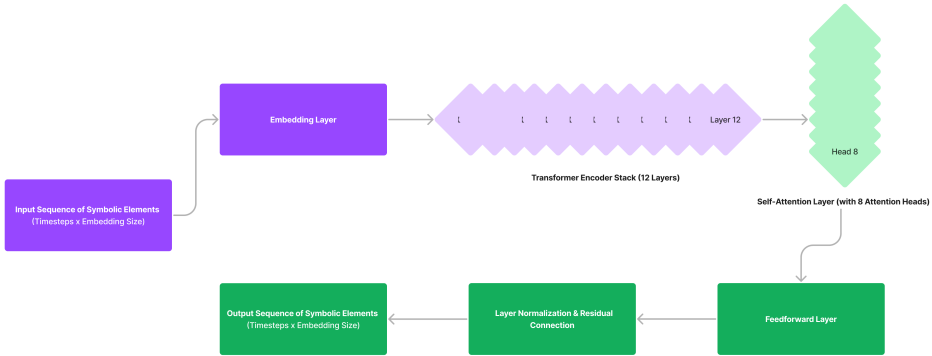 Input Sequence of Symbolic Elements
(Timesteps x Embedding Size)
Embedding Layer
Layer 12
Transformer Encoder Stack (12 Layers)
Head 8
Self-Attention Layer (with 8 Attention Heads)
Feedforward Layer
Layer Normalization & Residual
Connection
Output Sequence of Symbolic Elements
(Timesteps x Embedding Size)